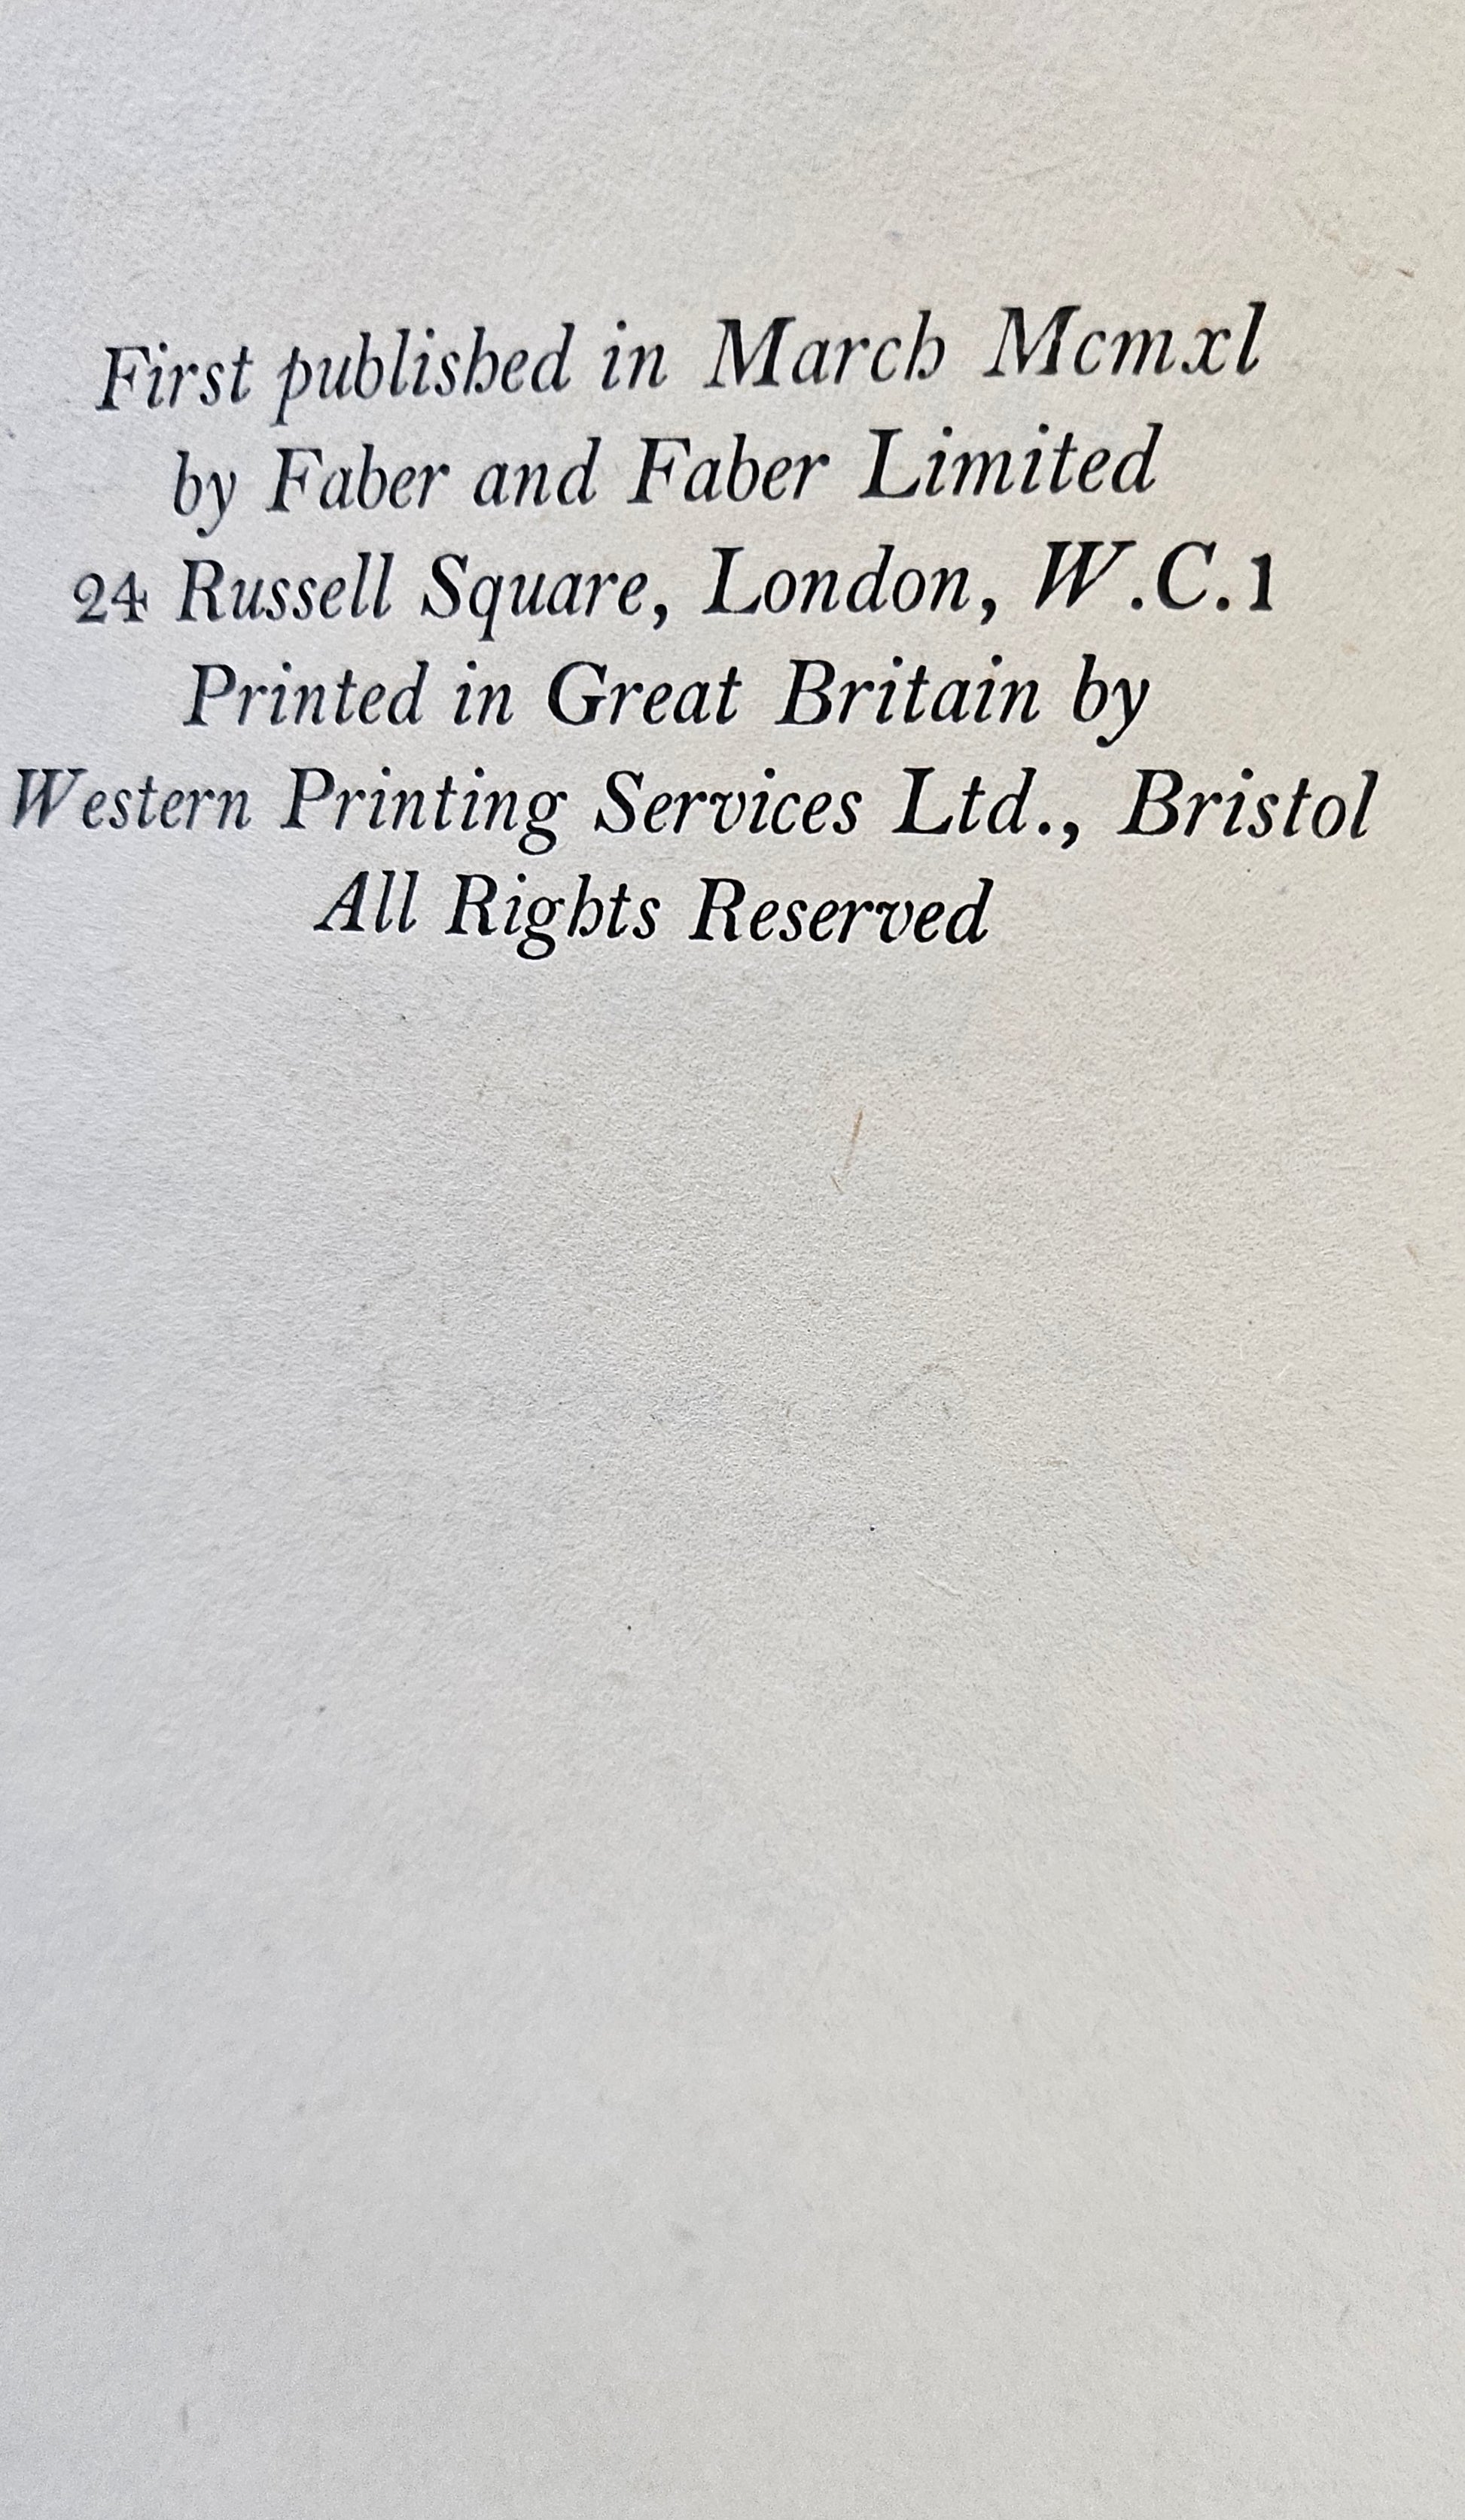 First published in March Mcmxl
by Faber and Faber Limited
24 Russell Square, London, W.C.1
Printed in Great Britain by
Western Printing Services Ltd., Bristol
All Rights Reserved